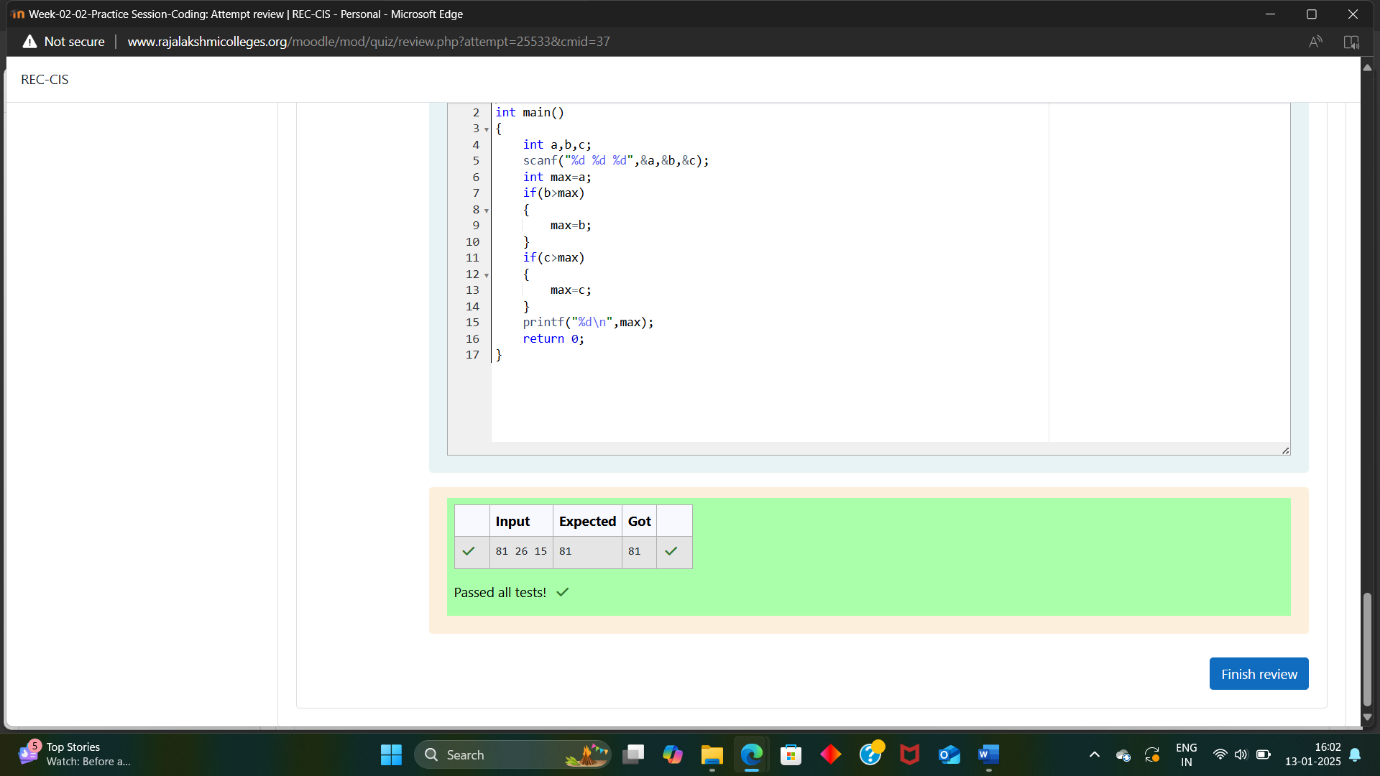 Week-02-02-Practice Session-Coding: Attempt review | REC-CIS - Personal - Microsoft Edge
Not secure | www.rajalakshmicolleges.org/moodle/mod/quiz/review.php?attempt=25533&cmid=37
REC-CIS
2 int main()
3 {
4 int a,b,c;
5 scanf("%d %d %d",&a,&b,&c);
6 int max=a;
7 if(b>max)
8 {
9 max=b;
10 }
11 if(c>max)
12 {
13 max=c;
14 }
15 printf("%d\n",max);
16 return 0;
17 }
Input Expected Got
81 26 15 81 81
Passed all tests!
Finish review
5 Top Stories
Watch: Before a...
Search
ENG
IN
16:02
13-01-2025